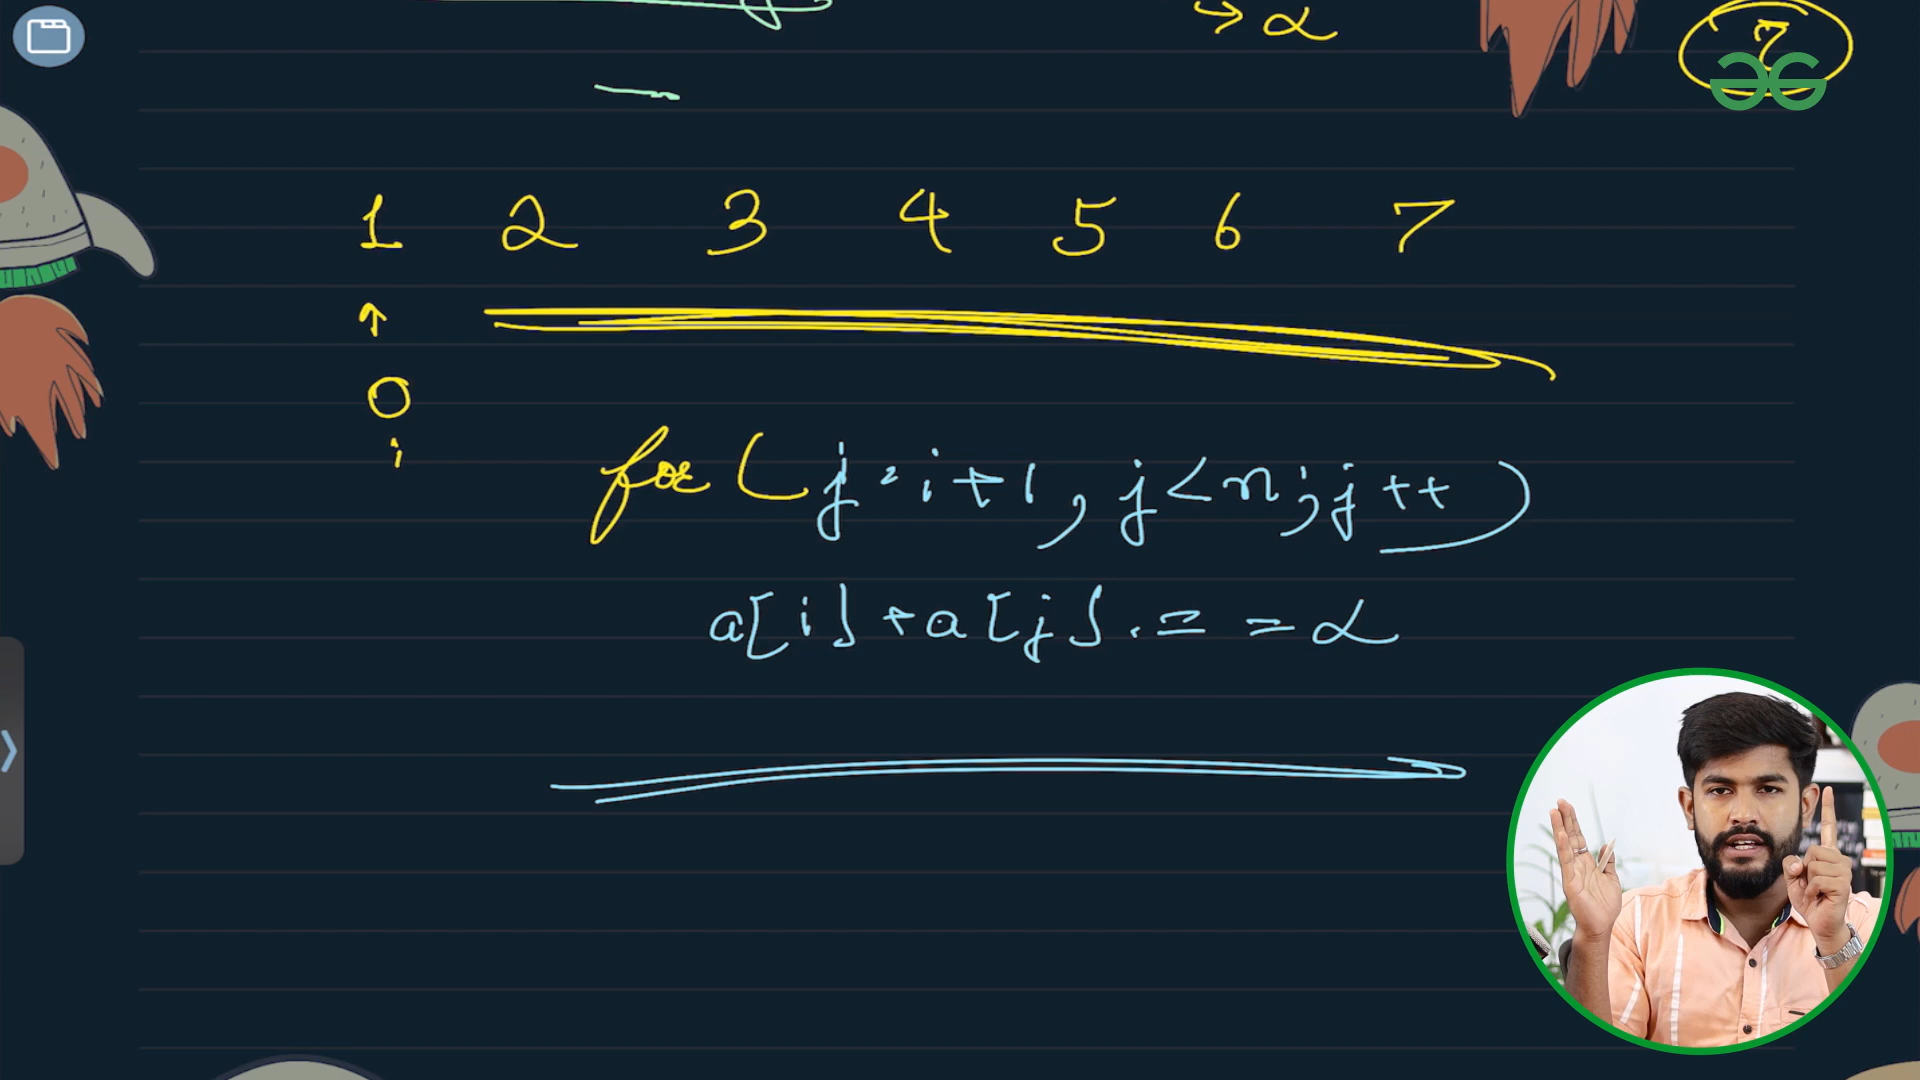 → α 7
1 2 3 4 5 6 7
↑
0
i
for (j = i + 1, j < n ; j ++)
a[i] + a[j] . = = α